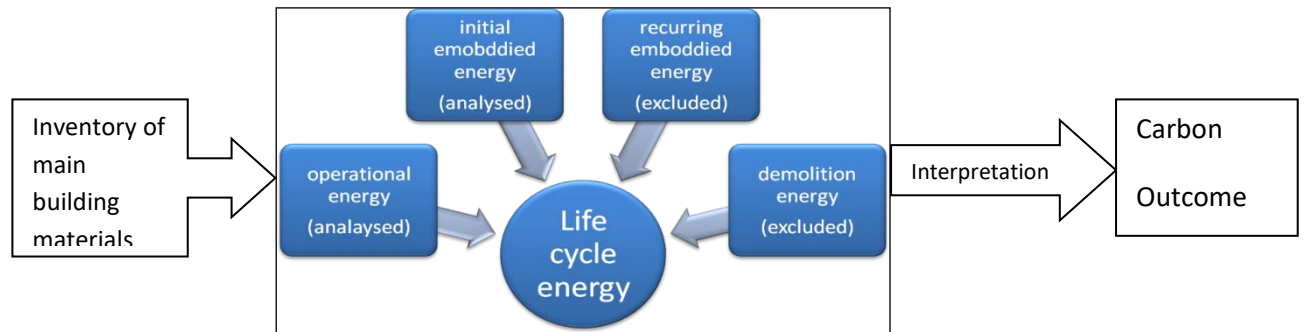 Inventory of
main
building
materials
operational
energy
(analaysed)
initial
emobddied
energy
(analysed)
recurring
emboddied
energy
(excluded)
demolition
energy
(excluded)
Life
cycle
energy
Interpretation
Carbon
Outcome